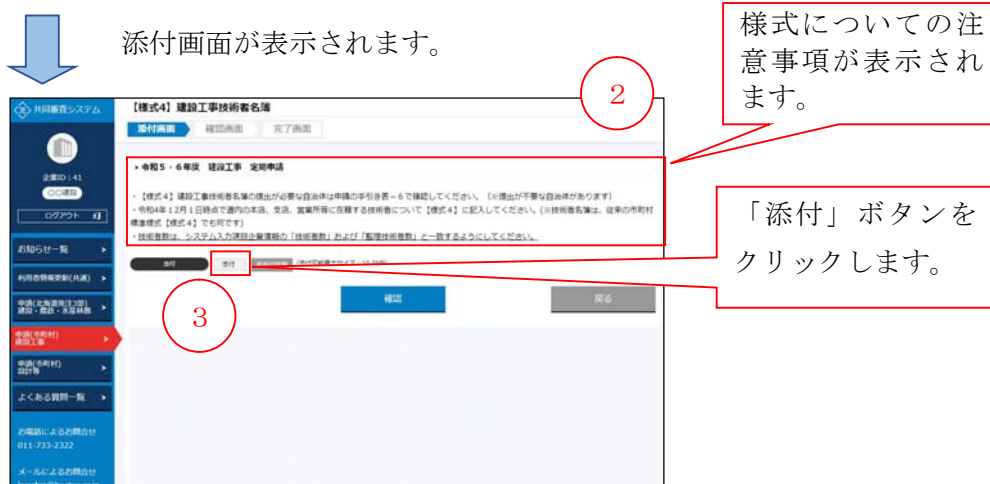 添付画面が表示されます。
様式についての注
意事項が表示され
ます。
2
共同審査システム
【様式4】建設工事技術者名簿
添付画面 確認画面 完了画面
企業ID:41
〇〇建設
ログアウト
▸令和5・6年度 建設工事 定期申請
・【様式4】建設工事技術者名簿の提出が必要な自治体は申請の手引き表-6で確認してください。(※提出が不要な自治体があります)
・令和4年12月1日時点で道内の本店、支店、営業所等に在籍する技術者について【様式4】に記入してください。(※技術者名簿は、従来の市町村
標準様式【様式4】でも可です)
・技術者数は、システム入力項目企業情報の「技術者数」および「監理技術者数」と一致するようにしてください。
添付 添付
「添付」ボタンを
クリックします。
3
確認 戻る
お知らせ一覧
利用者情報更新(共通)
申請(北海道発注3部)
建設・農政・水産林務
申請(市町村)
建設工事
申請(市町村)
設計等
よくある質問一覧
お電話によるお問合せ
011-733-2322
メールによるお問合せ